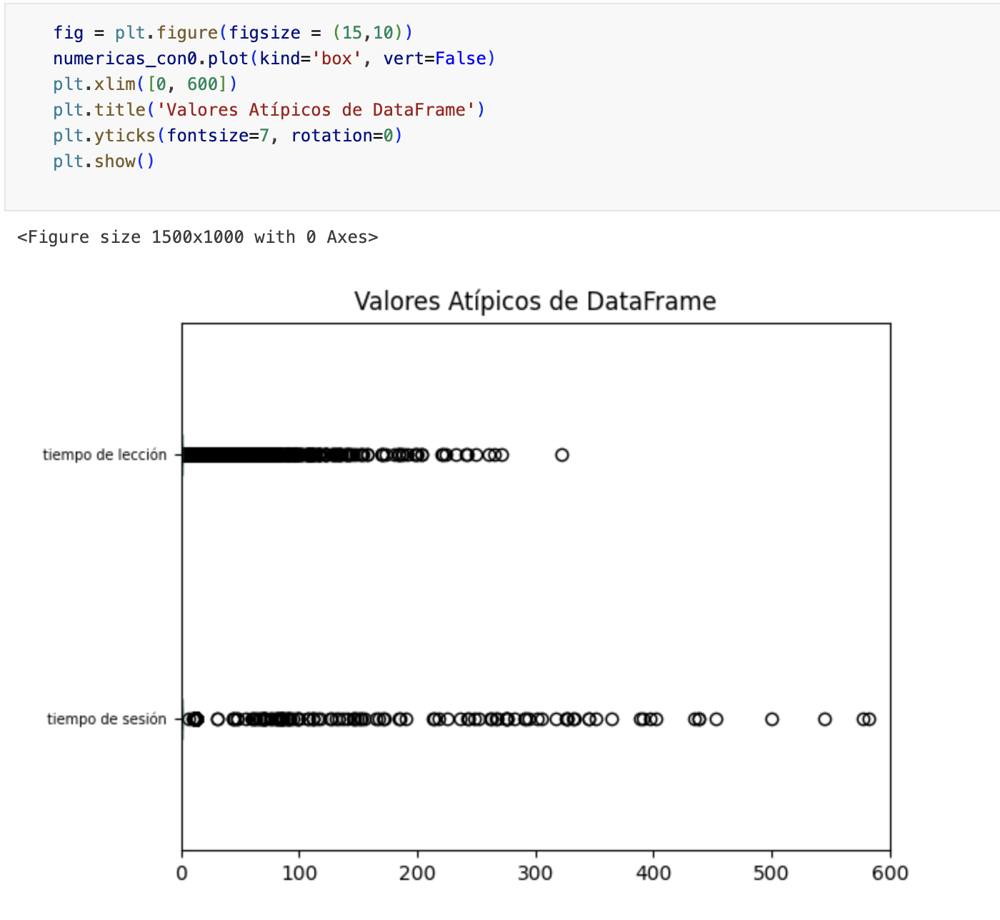 fig = plt.figure(figsize = (15,10))
numericas_con0.plot(kind='box', vert=False)
plt.xlim([0, 600])
plt.title('Valores Atípicos de DataFrame')
plt.yticks(fontsize=7, rotation=0)
plt.show()
<Figure size 1500x1000 with 0 Axes>
Valores Atípicos de DataFrame
tiempo de lección
tiempo de sesión
0 100 200 300 400 500 600